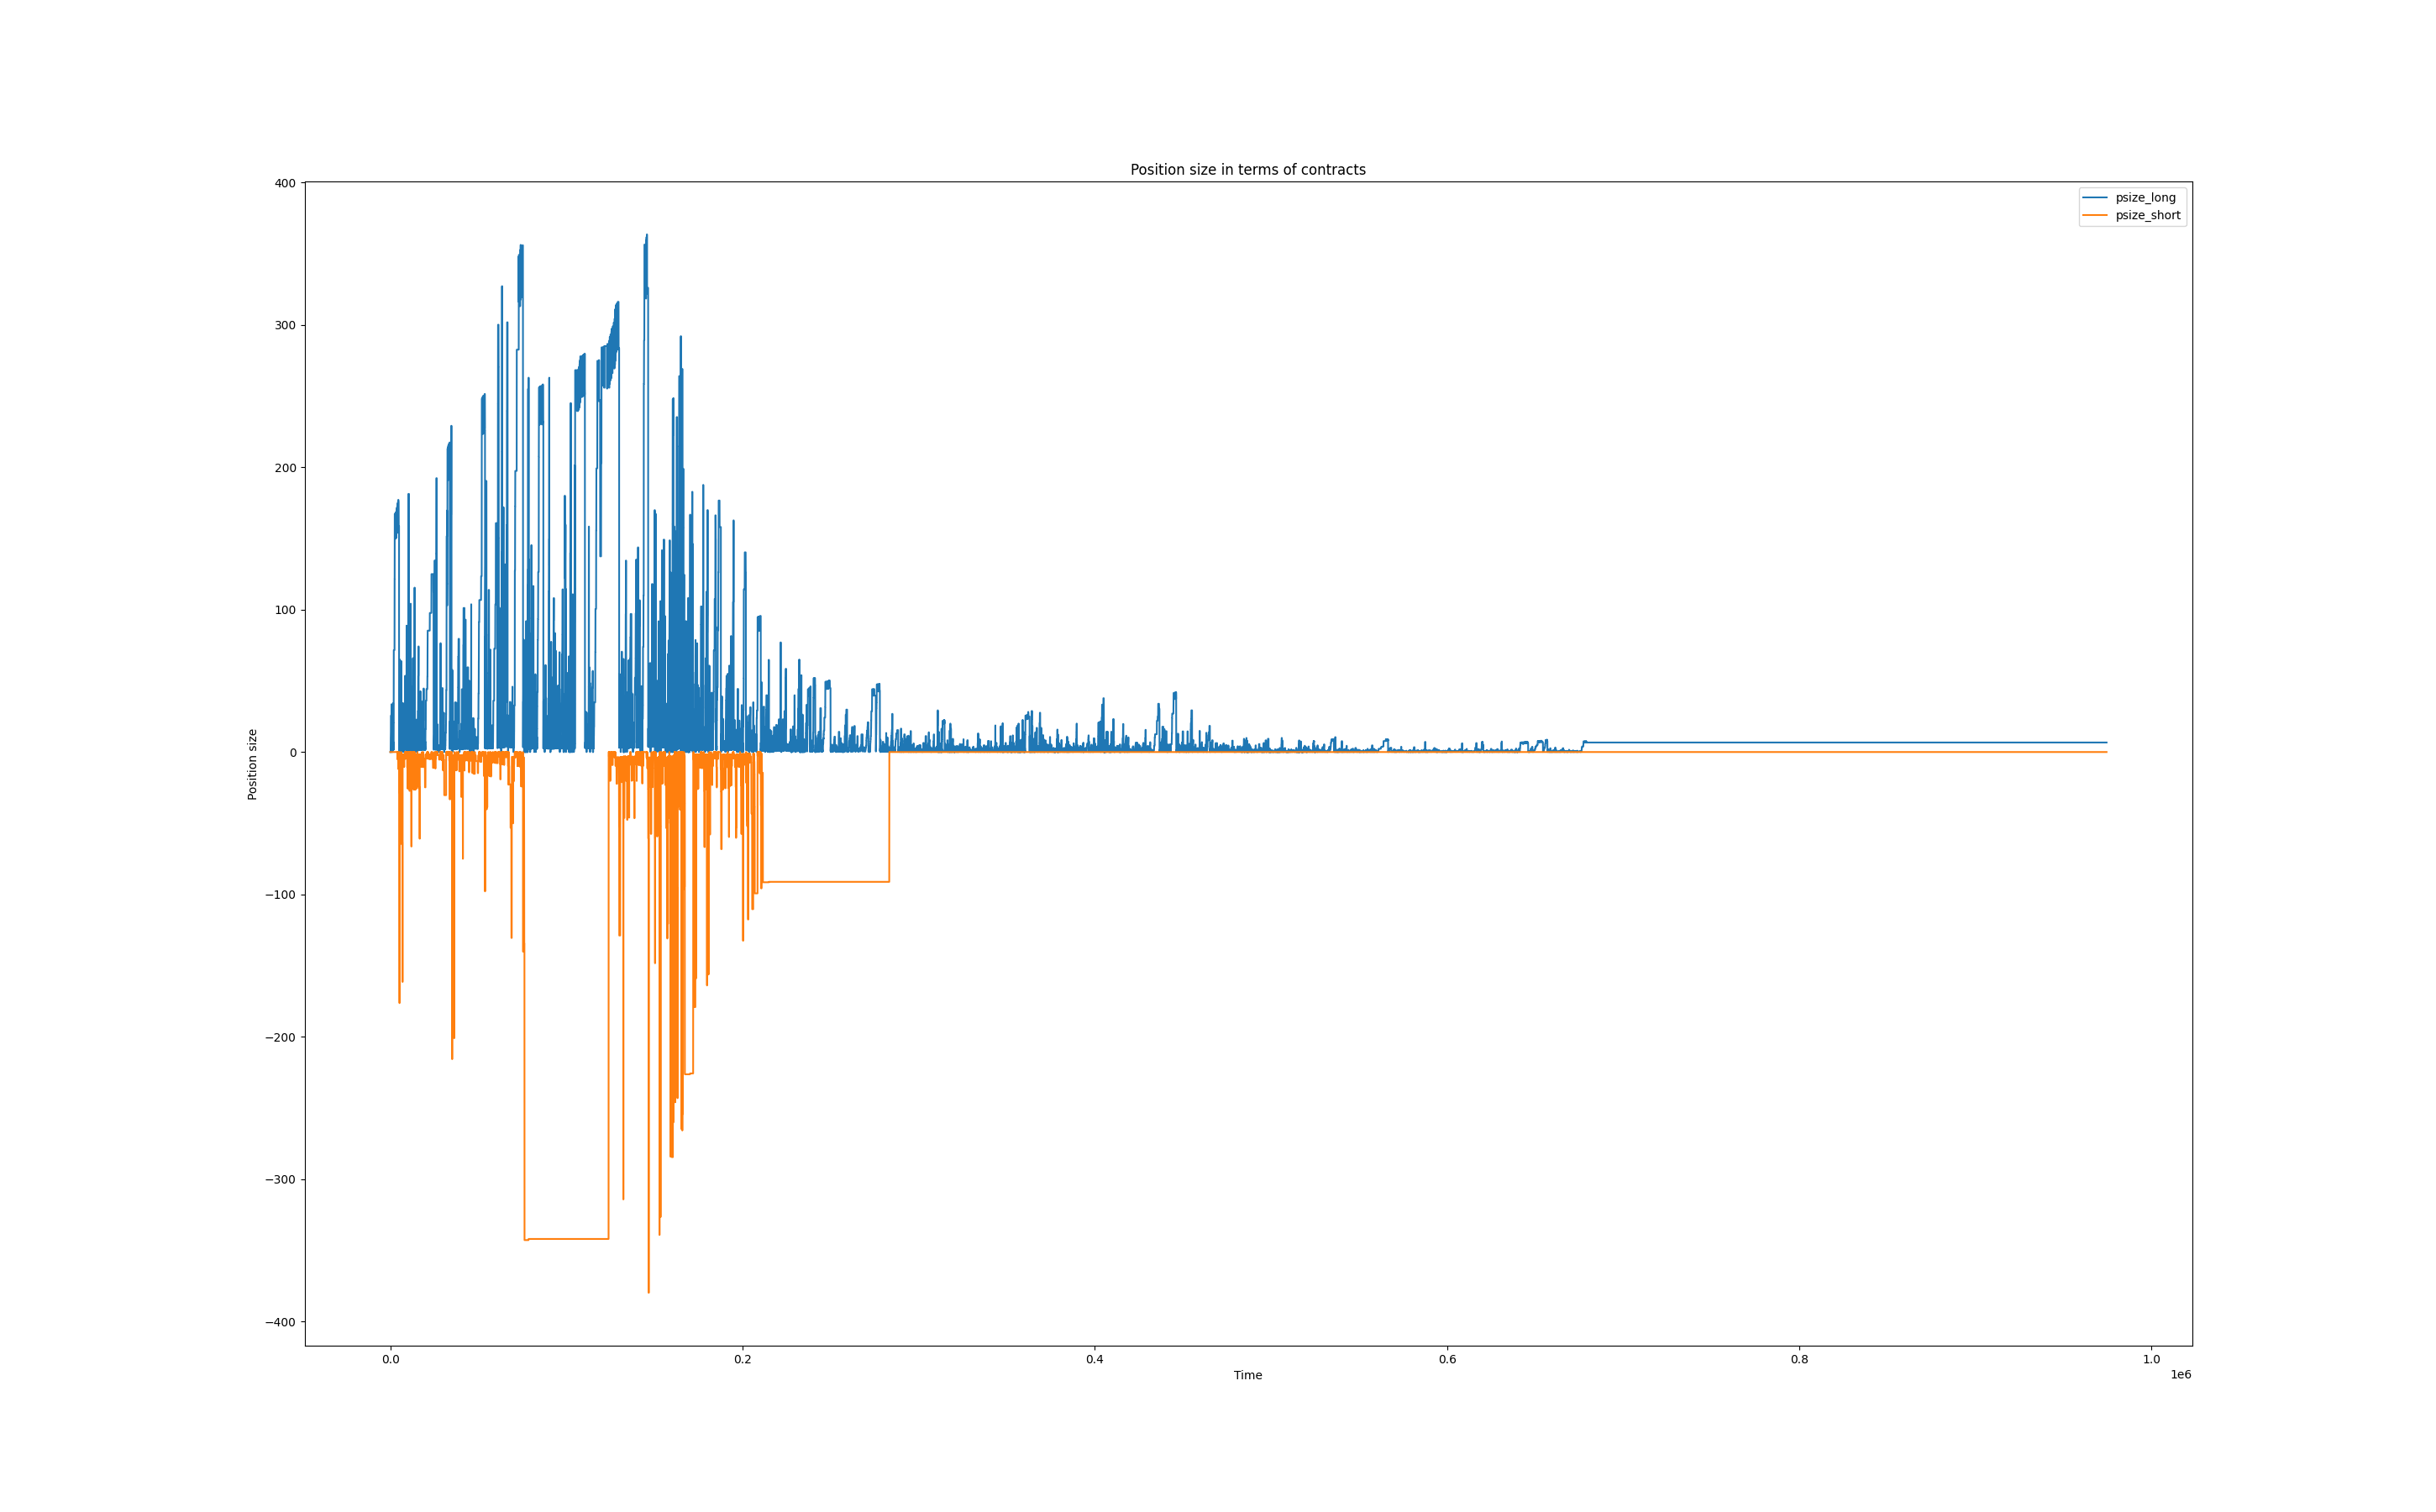 Position size in terms of contracts
psize_long
psize_short
Position size
400
300
200
100
0
−100
−200
−300
−400
0.0 0.2 0.4 0.6 0.8 1.0
1e6
Time